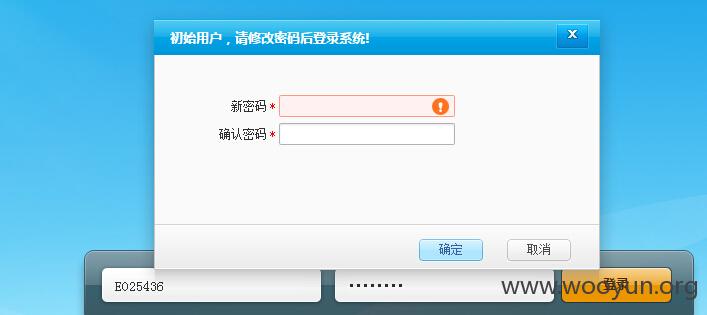 初始用户，请修改密码后登录系统!
x
新密码 *
确认密码 *
确定 取消
E025436 ········ 登录
www.wooyun.org